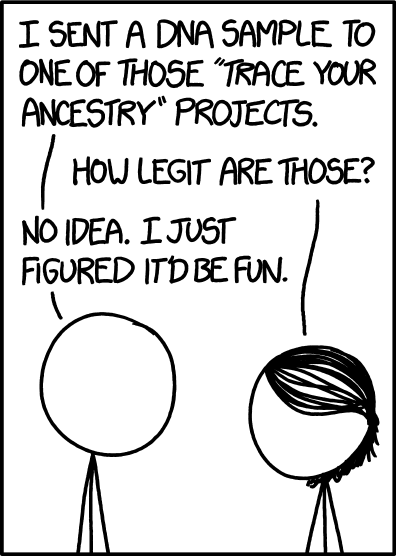 I SENT A DNA SAMPLE TO
ONE OF THOSE "TRACE YOUR
ANCESTRY" PROJECTS.
HOW LEGIT ARE THOSE?
NO IDEA. I JUST
FIGURED IT'D BE FUN.